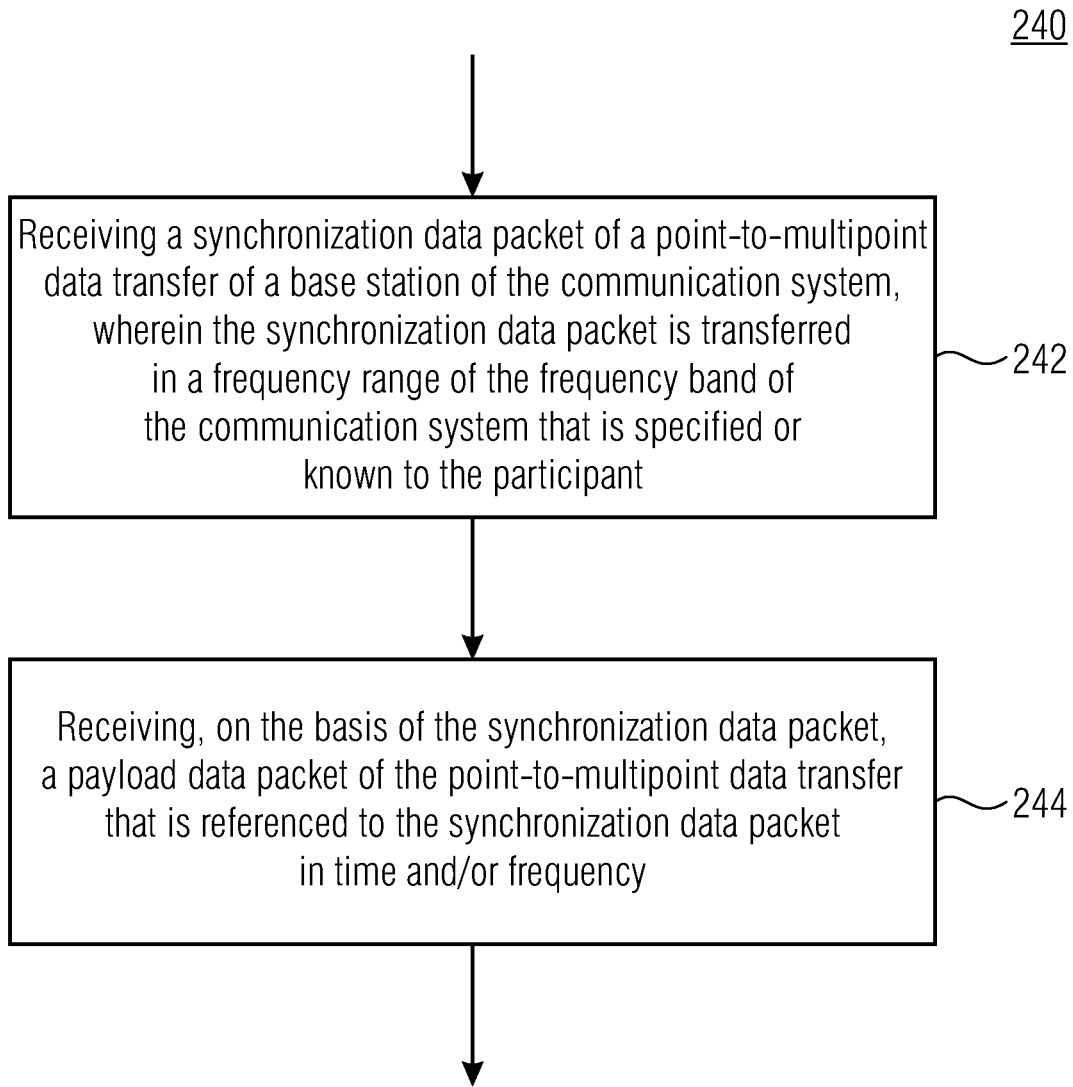 240
Receiving a synchronization data packet of a point-to-multipoint
data transfer of a base station of the communication system,
wherein the synchronization data packet is transferred
in a frequency range of the frequency band of
the communication system that is specified or
known to the participant
242
Receiving, on the basis of the synchronization data packet,
a payload data packet of the point-to-multipoint data transfer
that is referenced to the synchronization data packet
in time and/or frequency
244